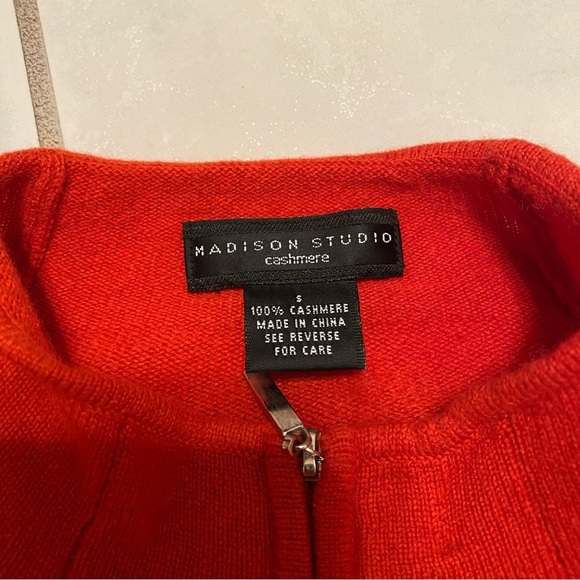 MADISON STUDIO
cashmere
S
100% CASHMERE
MADE IN CHINA
SEE REVERSE
FOR CARE